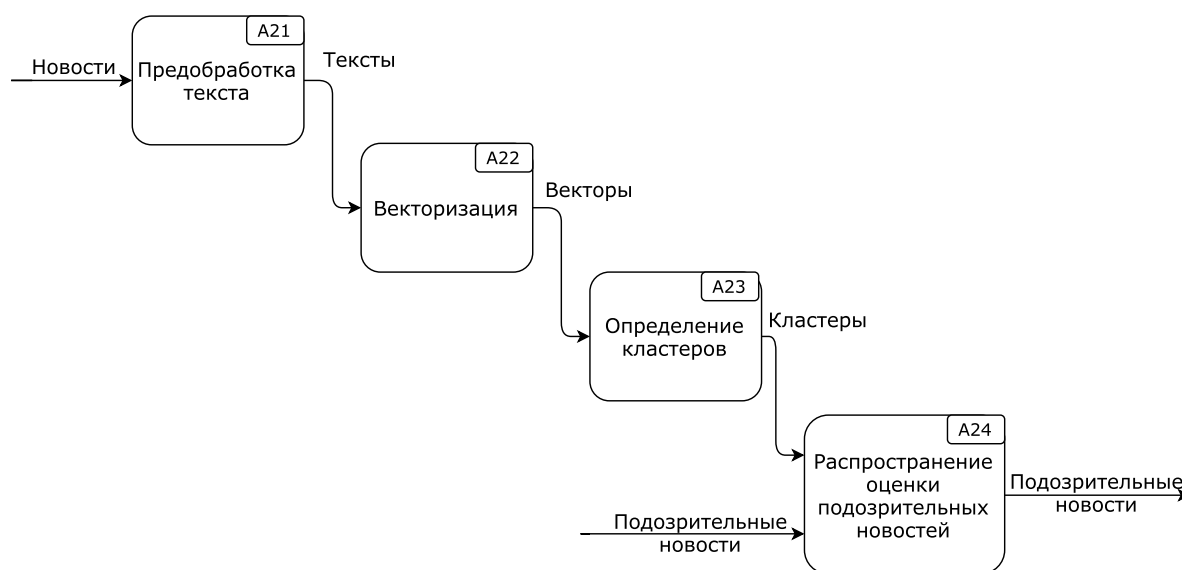 A21
Новости
Предобработка
текста
Тексты
A22
Векторизация
Векторы
A23
Определение
кластеров
Кластеры
A24
Распространение
оценки
подозрительных
новостей
Подозрительные
новости
Подозрительные
новости